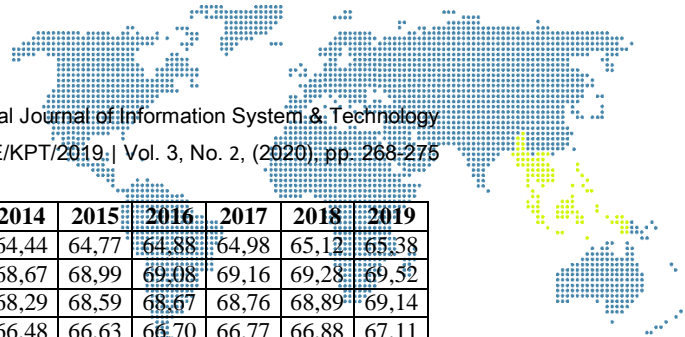 al Journal of Information System & Technology
E/KPT/2019 | Vol. 3, No. 2, (2020), pp. 268-275
2014 2015 2016 2017 2018 2019
64,44 64,77 64,88 64,98 65,12 65,38
68,67 68,99 69,08 69,16 69,28 69,52
68,29 68,59 68,67 68,76 68,89 69,14
66,48 66,63 66,70 66,77 66,88 67,11